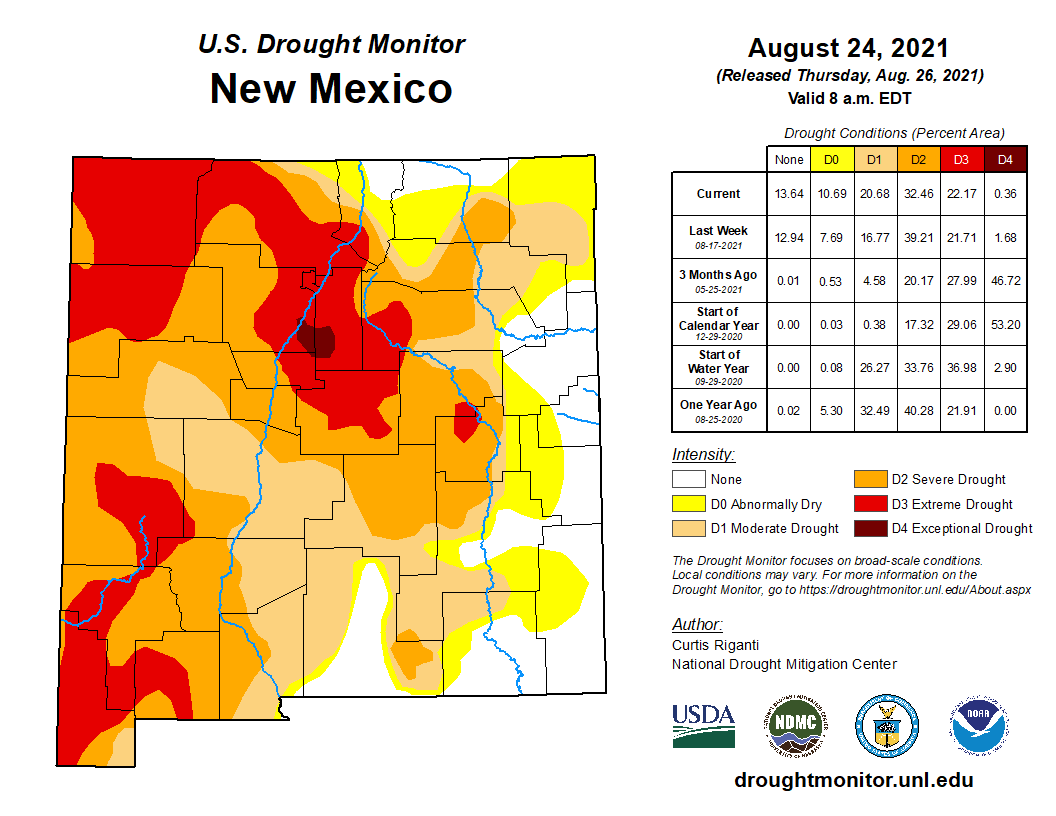 U.S. Drought Monitor
New Mexico
August 24, 2021
(Released Thursday, Aug. 26, 2021)
Valid 8 a.m. EDT
Drought Conditions (Percent Area)
None D0 D1 D2 D3 D4
Current 13.64 10.69 20.68 32.46 22.17 0.36
Last Week
08-17-2021 12.94 7.69 16.77 39.21 21.71 1.68
3 Months Ago
05-25-2021 0.01 0.53 4.58 20.17 27.99 46.72
Start of
Calendar Year
12-29-2020 0.00 0.03 0.38 17.32 29.06 53.20
Start of
Water Year
09-29-2020 0.00 0.08 26.27 33.76 36.98 2.90
One Year Ago
08-25-2020 0.02 5.30 32.49 40.28 21.91 0.00
Intensity:
None
D0 Abnormally Dry
D1 Moderate Drought
D2 Severe Drought
D3 Extreme Drought
D4 Exceptional Drought
The Drought Monitor focuses on broad-scale conditions.
Local conditions may vary. For more information on the
Drought Monitor, go to https://droughtmonitor.unl.edu/About.aspx
Author:
Curtis Riganti
National Drought Mitigation Center
USDA
NDMC
NOAA
droughtmonitor.unl.edu